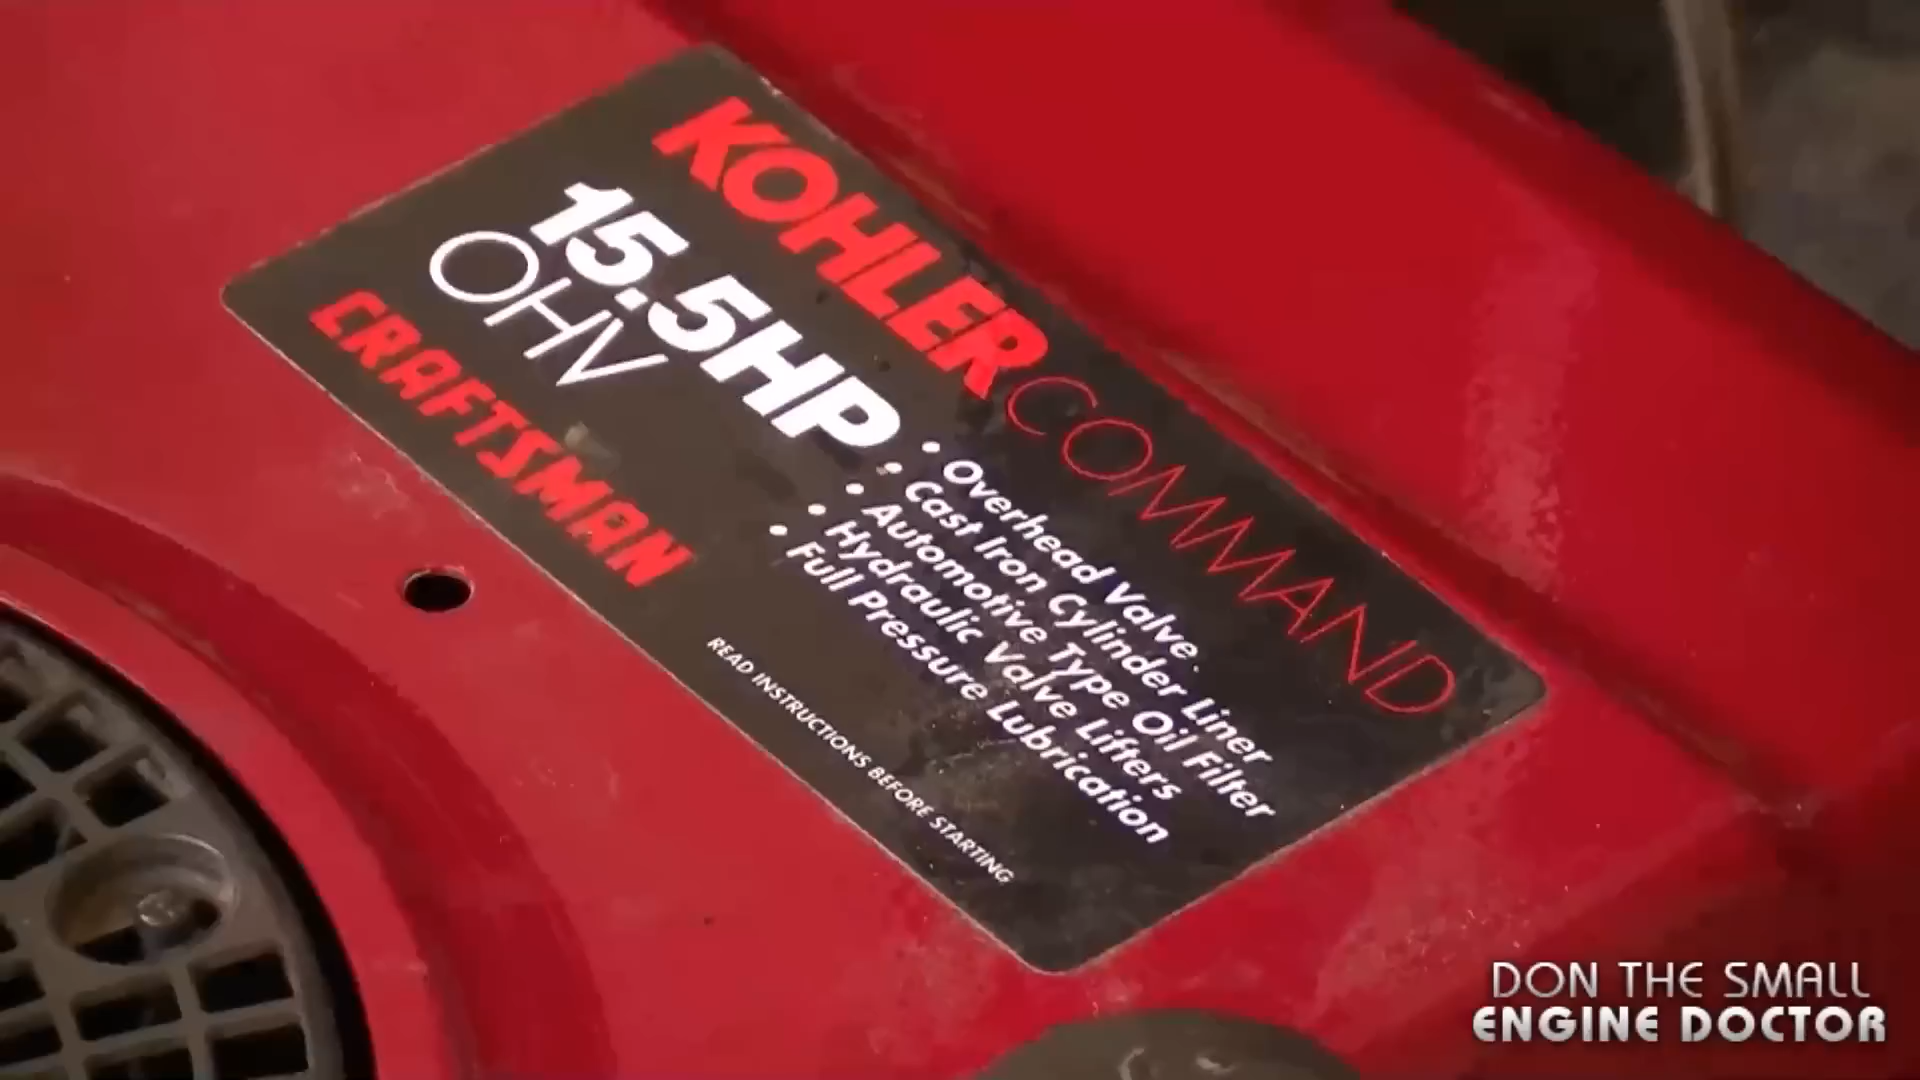 KOHLER COMMAND
15.5HP
OHV
CRAFTSMAN
• Overhead Valve
• Cast Iron Cylinder Liner
• Automotive Type Oil Filter
• Hydraulic Valve Lifters
• Full Pressure Lubrication
READ INSTRUCTIONS BEFORE STARTING
DON THE SMALL
ENGINE DOCTOR